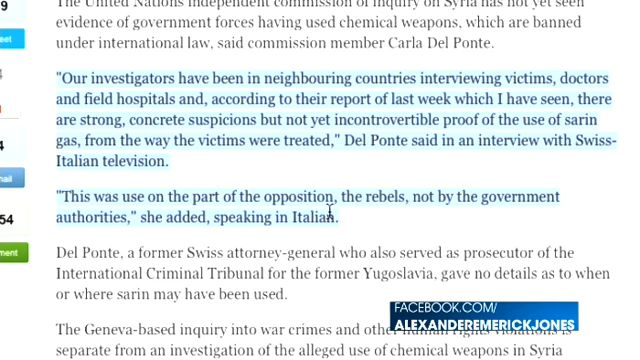 The United Nations independent commission of inquiry on Syria has not yet seen
evidence of government forces having used chemical weapons, which are banned
under international law, said commission member Carla Del Ponte.
"Our investigators have been in neighbouring countries interviewing victims, doctors
and field hospitals and, according to their report of last week which I have seen, there
are strong, concrete suspicions but not yet incontrovertible proof of the use of sarin
gas, from the way the victims were treated," Del Ponte said in an interview with Swiss-
Italian television.
"This was use on the part of the opposition, the rebels, not by the government
authorities," she added, speaking in Italian.
Del Ponte, a former Swiss attorney-general who also served as prosecutor of the
International Criminal Tribunal for the former Yugoslavia, gave no details as to when
or where sarin may have been used.
The Geneva-based inquiry into war crimes and other human rights violations is
separate from an investigation of the alleged use of chemical weapons in Syria
9
eet
4
4
mail
54
ment
FACEBOOK.COM/
ALEXANDEREMERICKJONES